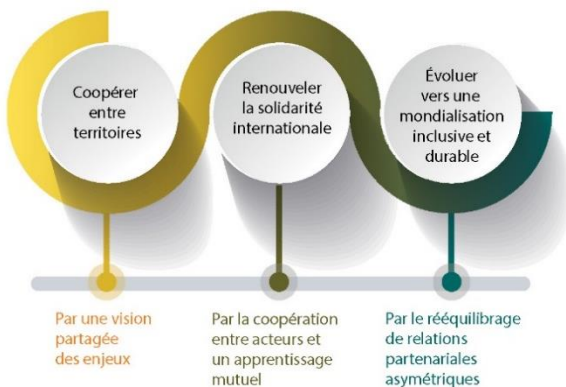 Coopérer
entre
territoires
Renouveler
la solidarité
internationale
Évoluer
vers une
mondialisation
inclusive et
durable
Par une vision
partagée
des enjeux
Par la coopération
entre acteurs et
un apprentissage
mutuel
Par le rééquilibrage
de relations
partenariales
asymétriques